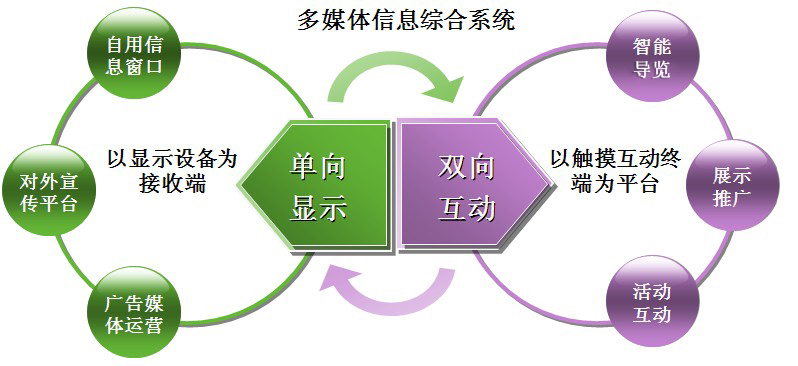 多媒体信息综合系统
自用信
息窗口
对外宣
传平台
广告媒
体运营
以显示设备为
接收端
单向
显示
双向
互动
以触摸互动终
端为平台
智能
导览
展示
推广
活动
互动